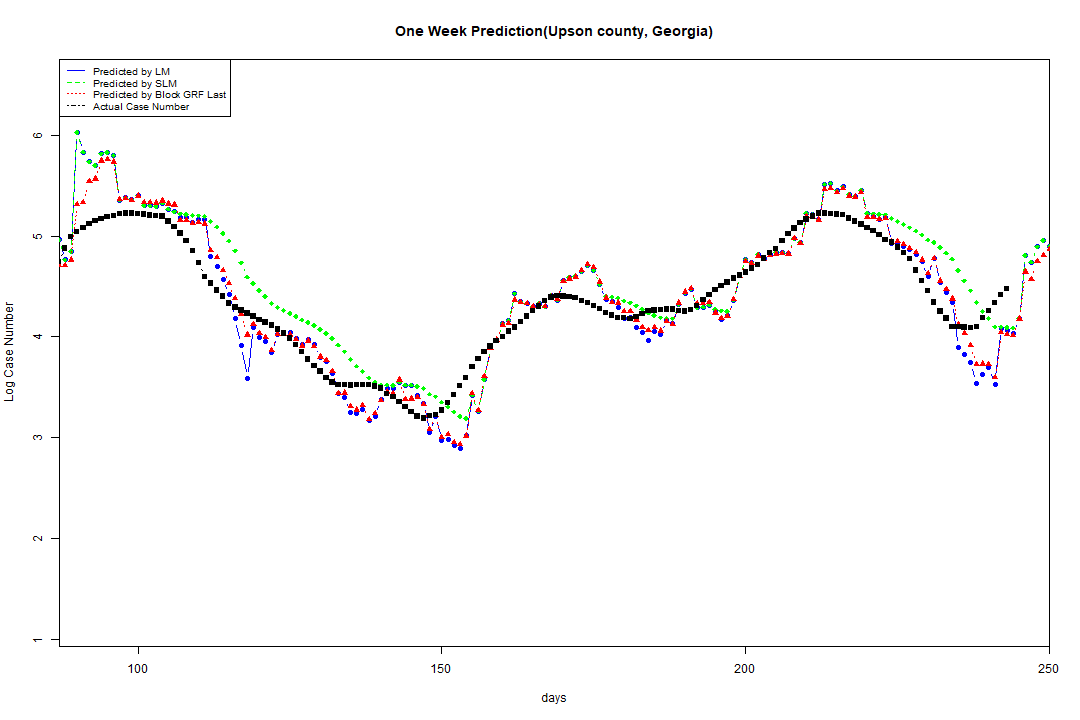 One Week Prediction(Upson county, Georgia)
Predicted by LM
Predicted by SLM
Predicted by Block GRF Last
Actual Case Number
6
5
4
3
2
1
Log Case Number
100 150 200 250
days